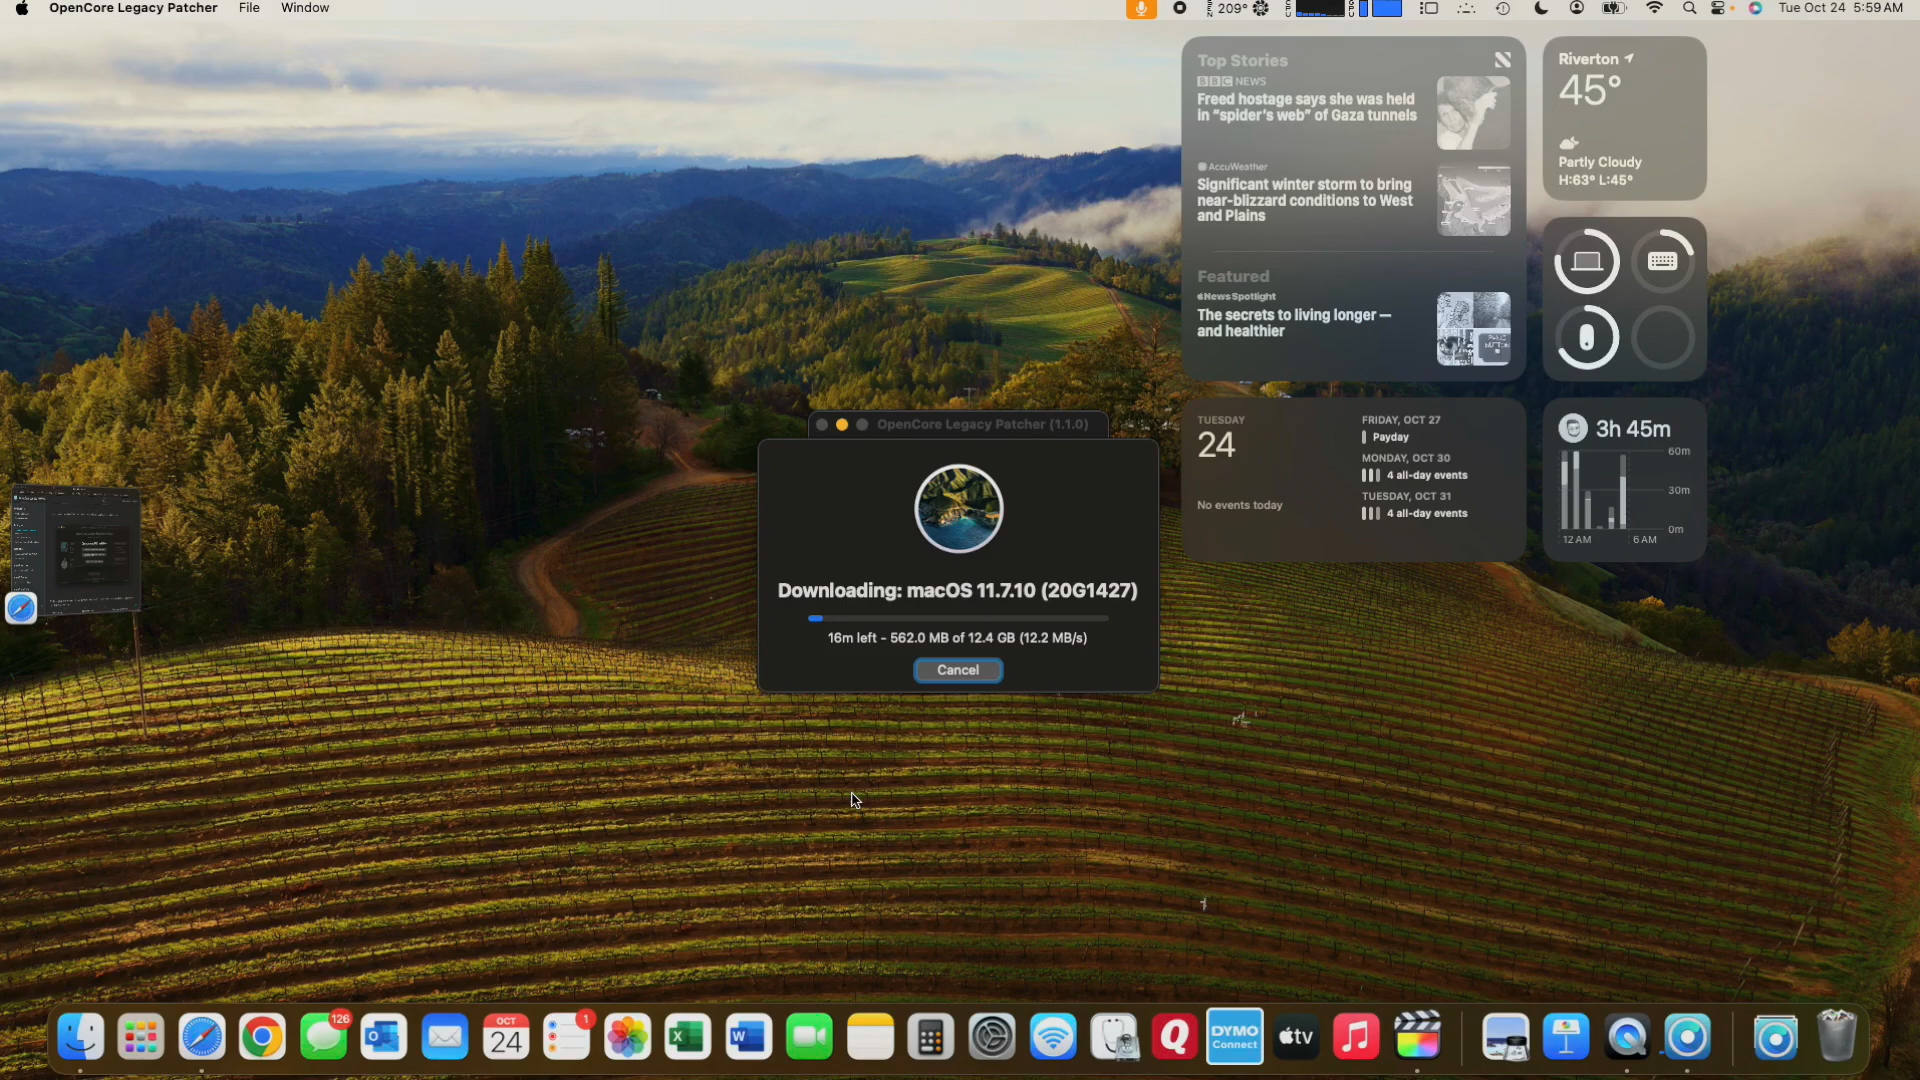 OpenCore Legacy Patcher File Window
209° Tue Oct 24 5:59 AM
Top Stories
BBC NEWS
Freed hostage says she was held
in “spider’s web” of Gaza tunnels
AccuWeather
Significant winter storm to bring
near-blizzard conditions to West
and Plains
Featured
News Spotlight
The secrets to living longer —
and healthier
Riverton
45°
Partly Cloudy
H:63° L:45°
TUESDAY
24
No events today
FRIDAY, OCT 27
Payday
MONDAY, OCT 30
4 all-day events
TUESDAY, OCT 31
4 all-day events
3h 45m
60m
30m
0m
12 AM 6 AM
OpenCore Legacy Patcher (1.1.0)
Downloading: macOS 11.7.10 (20G1427)
16m left - 562.0 MB of 12.4 GB (12.2 MB/s)
Cancel
126
OCT
24
1
DYMO
Connect
tv